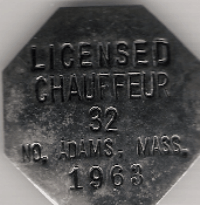 LICENSED
CHAUFFEUR
32
NO. ADAMS. MASS.
1963